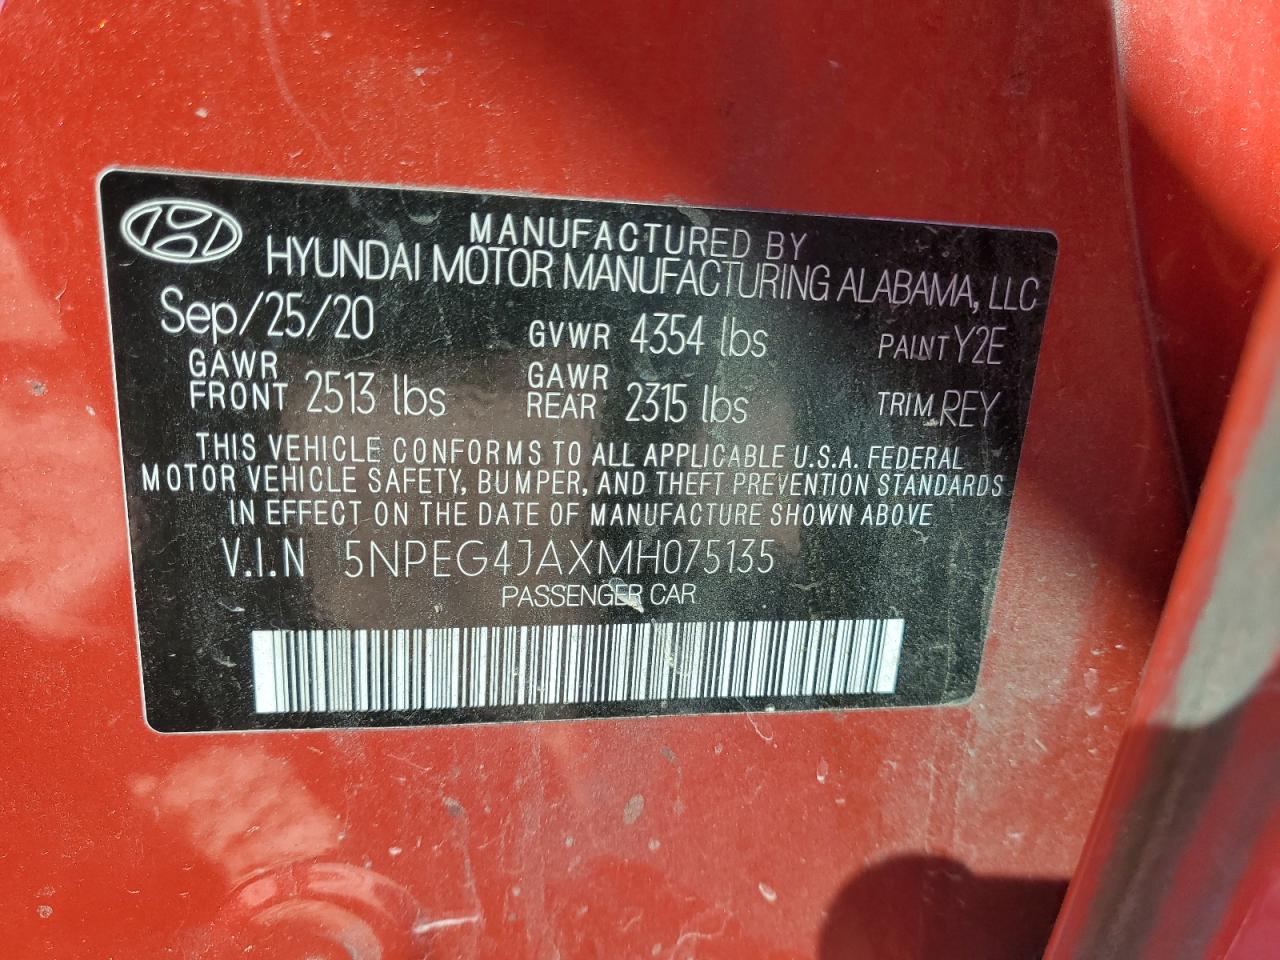 MANUFACTURED BY
HYUNDAI MOTOR MANUFACTURING ALABAMA, LLC
Sep/25/20 GVWR 4354 lbs PAINT Y2E
GAWR FRONT 2513 lbs GAWR REAR 2315 lbs TRIM REY
THIS VEHICLE CONFORMS TO ALL APPLICABLE U.S.A. FEDERAL
MOTOR VEHICLE SAFETY, BUMPER, AND THEFT PREVENTION STANDARDS
IN EFFECT ON THE DATE OF MANUFACTURE SHOWN ABOVE
V.I.N 5NPEG4JAXMH075135
PASSENGER CAR